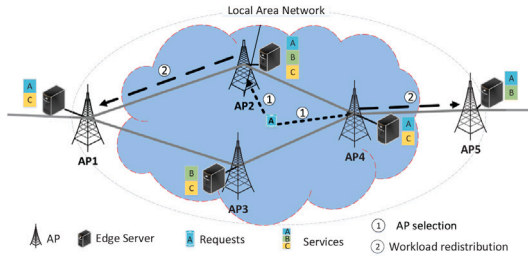 Local Area Network
2
A
B
C
A
B
A
C
AP2
1
1
2
A
AP1
AP4
AP5
B
C
A
C
AP3
AP
Edge Server
A
Requests
A
B
C
Services
1 AP selection
2 Workload redistribution